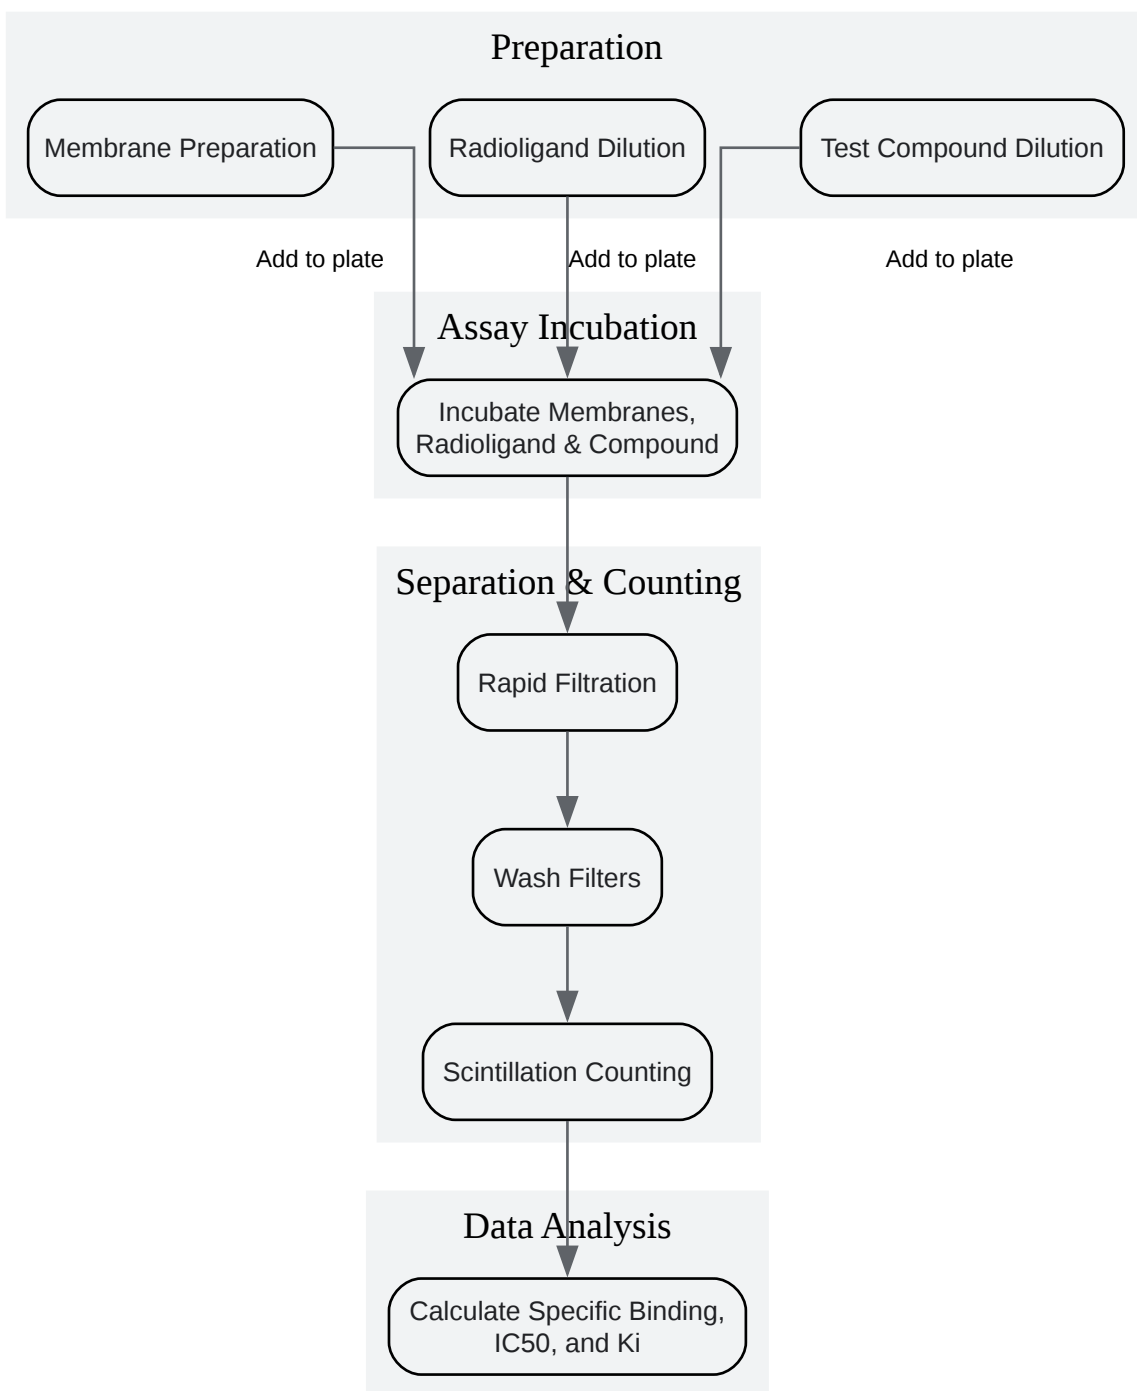 Preparation
Membrane Preparation
Radioligand Dilution
Test Compound Dilution
Add to plate
Add to plate
Add to plate
Assay Incubation
Incubate Membranes,
Radioligand & Compound
Separation & Counting
Rapid Filtration
Wash Filters
Scintillation Counting
Data Analysis
Calculate Specific Binding,
IC50, and Ki